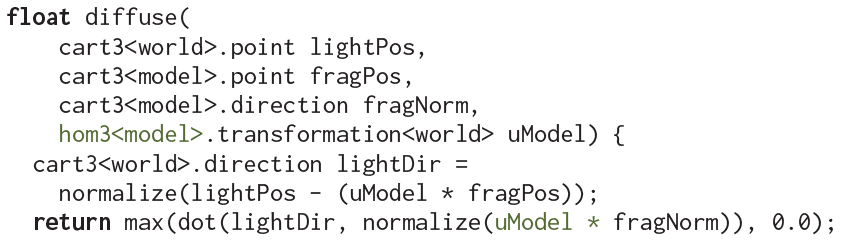 float diffuse(
    cart3<world>.point lightPos,
    cart3<model>.point fragPos,
    cart3<model>.direction fragNorm,
    hom3<model>.transformation<world> uModel) {
  cart3<world>.direction lightDir =
    normalize(lightPos - (uModel * fragPos));
  return max(dot(lightDir, normalize(uModel * fragNorm)), 0.0);